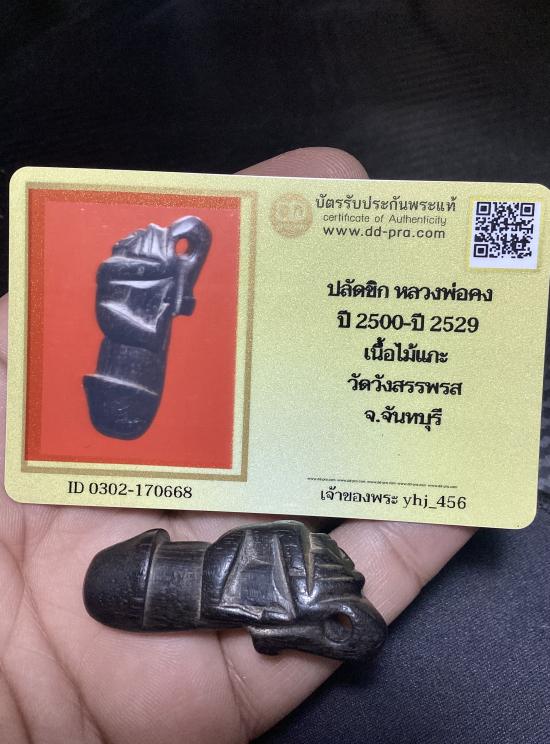 บัตรรับประกันพระแท้
certificate of Authenticity
www.dd-pra.com
ปลัดขิก หลวงพ่อคง
ปี 2500-ปี 2529
เนื้อไม้แกะ
วัดวังสรรพรส
จ.จันทบุรี
ID 0302-170668
เจ้าของพระ yhj_456